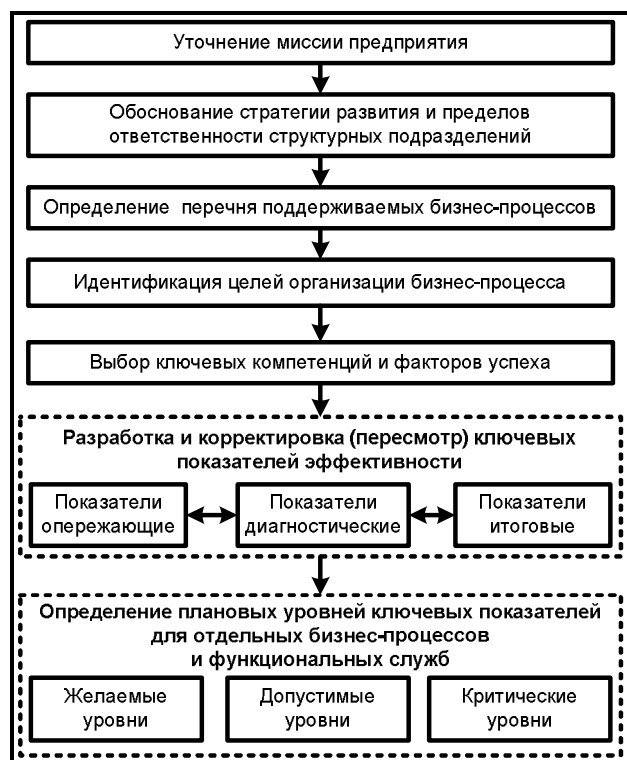 Уточнение миссии предприятия
Обоснование стратегии развития и пределов
ответственности структурных подразделений
Определение перечня поддерживаемых бизнес-процессов
Идентификация целей организации бизнес-процесса
Выбор ключевых компетенций и факторов успеха
Разработка и корректировка (пересмотр) ключевых
показателей эффективности
Показатели
опережающие
Показатели
диагностические
Показатели
итоговые
Определение плановых уровней ключевых показателей
для отдельных бизнес-процессов
и функциональных служб
Желаемые
уровни
Допустимые
уровни
Критические
уровни